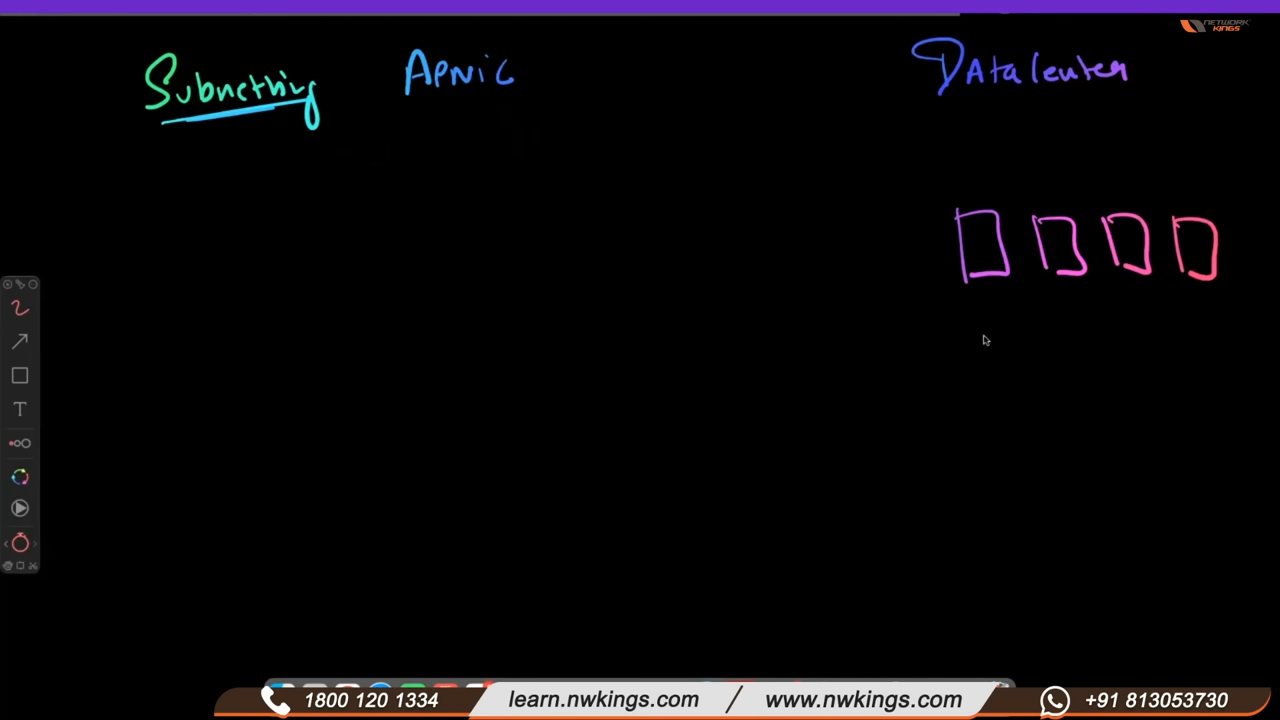 NETWORK
KINGS
Subnetting
APNiC
DAtaCenter
T
1800 120 1334
learn.nwkings.com
www.nwkings.com
+91 813053730